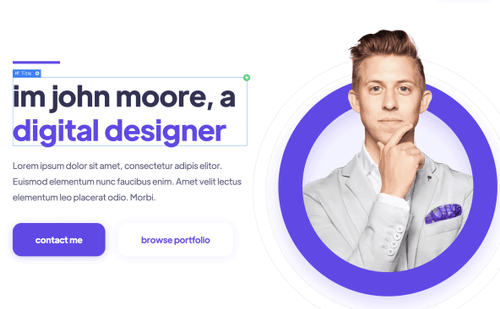 Title
im john moore, a
digital designer
Lorem ipsum dolor sit amet, consectetur adipis elitor.
Euismod elementum nunc faucibus enim. Amet velit lectus
elementum leo placerat odio. Morbi.
contact me
browse portfolio